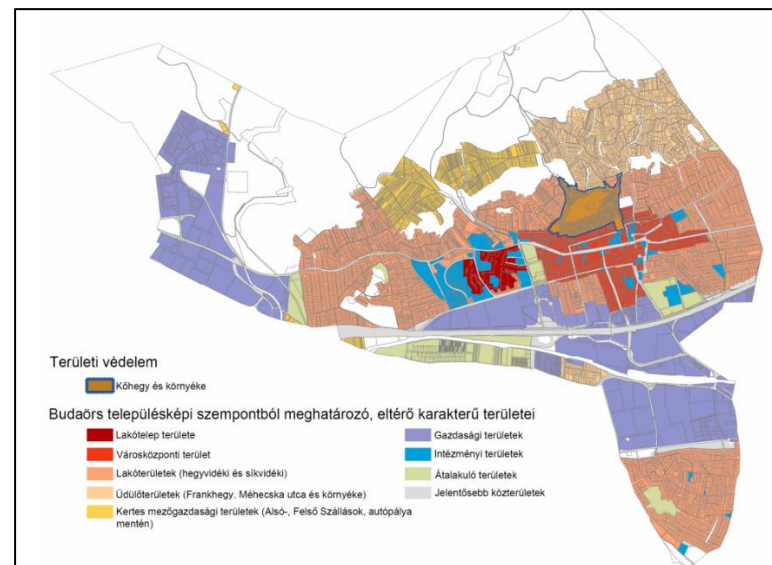 Területi védelem
Kőhegy és környéke
Budaörs településképi szempontból meghatározó, eltérő karakterű területei
Lakótelep területe
Városközponti terület
Lakóterületek (hegyvidéki és síkvidéki)
Üdülőterületek (Frankhegy, Méhecska utca és környéke)
Kertes mezőgazdasági területek (Alsó-, Felső Szállások, autópálya
mentén)
Gazdasági területek
Intézményi területek
Átalakuló területek
Jelentősebb közterületek